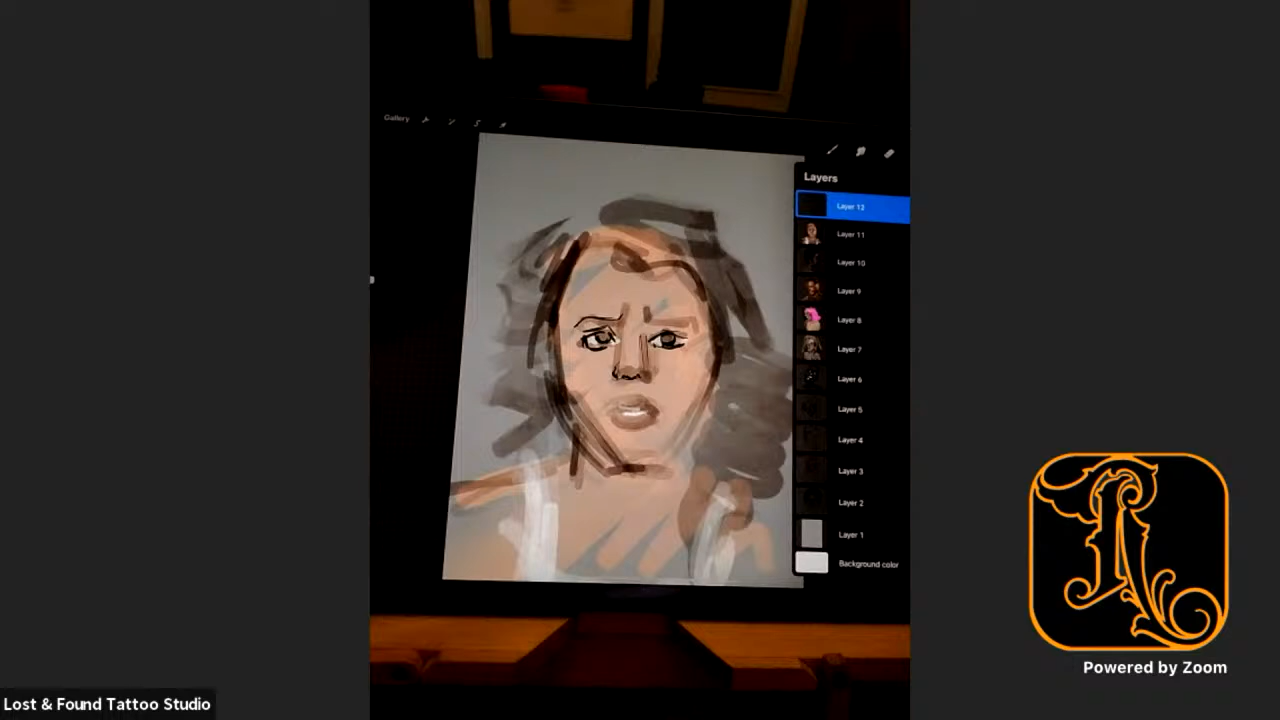 Gallery
Layers
Layer 12
Layer 11
Layer 10
Layer 9
Layer 8
Layer 7
Layer 6
Layer 5
Layer 4
Layer 3
Layer 2
Layer 1
Background color
Powered by Zoom
Lost & Found Tattoo Studio